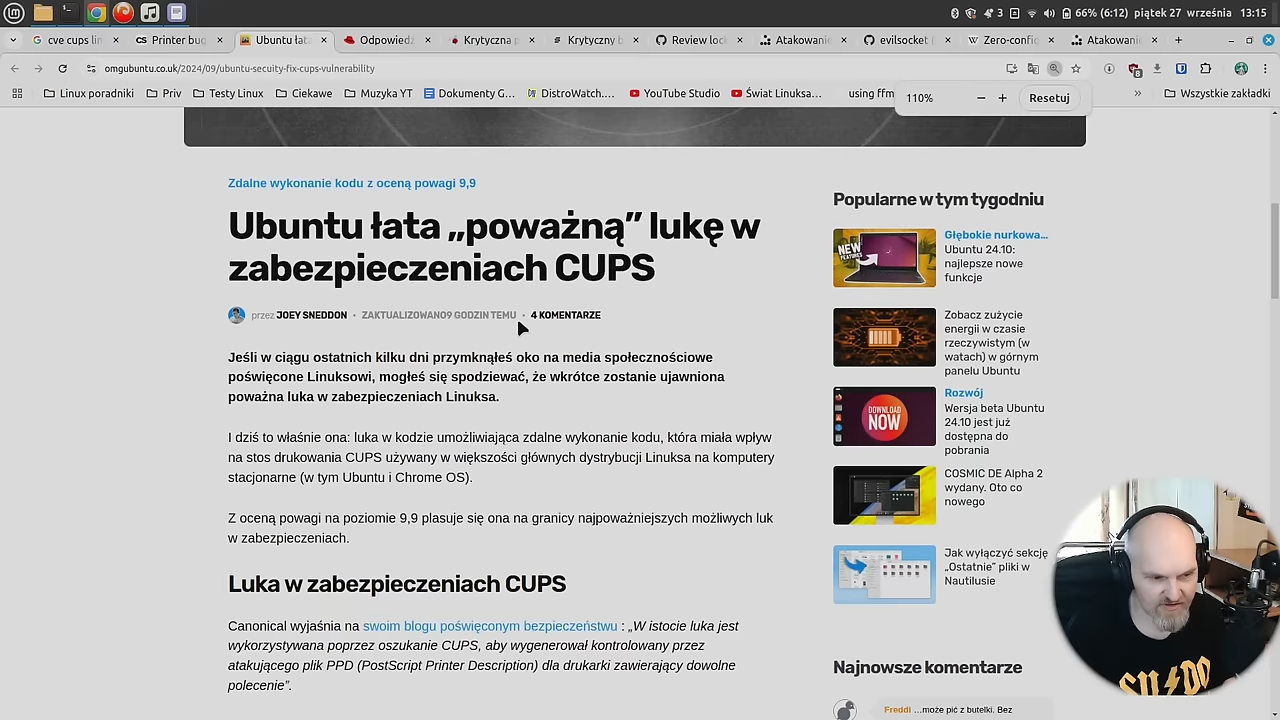 3
66% (6:12) piątek 27 września 13:15
cve cups lin
Printer bug
Ubuntu łata
Odpowiedź
Krytyczna p
Krytyczny b
Review loc
Atakowanie
evilsocket (
Zero-config
Atakowanie
omgubuntu.co.uk/2024/09/ubuntu-secuity-fix-cups-vulnerability
Linux poradniki
Priv
Testy Linux
Ciekawe
Muzyka YT
Dokumenty G…
DistroWatch.…
YouTube Studio
Świat Linuksa…
using ffm
Wszystkie zakładki
110%
Resetuj
Zdalne wykonanie kodu z oceną powagi 9,9
Ubuntu łata „poważną” lukę w
zabezpieczeniach CUPS
przez JOEY SNEDDON • ZAKTUALIZOWANO9 GODZIN TEMU • 4 KOMENTARZE
Jeśli w ciągu ostatnich kilku dni przymknąłeś oko na media społecznościowe
poświęcone Linuksowi, mogłeś się spodziewać, że wkrótce zostanie ujawniona
poważna luka w zabezpieczeniach Linuksa.
I dziś to właśnie ona: luka w kodzie umożliwiająca zdalne wykonanie kodu, która miała wpływ
na stos drukowania CUPS używany w większości głównych dystrybucji Linuksa na komputery
stacjonarne (w tym Ubuntu i Chrome OS).
Z oceną powagi na poziomie 9,9 plasuje się ona na granicy najpoważniejszych możliwych luk
w zabezpieczeniach.
Luka w zabezpieczeniach CUPS
Canonical wyjaśnia na swoim blogu poświęconym bezpieczeństwu : „W istocie luka jest
wykorzystywana poprzez oszukanie CUPS, aby wygenerował kontrolowany przez
atakującego plik PPD (PostScript Printer Description) dla drukarki zawierający dowolne
polecenie”.
Popularne w tym tygodniu
NEW
FEATURES
Głębokie nurkowa…
Ubuntu 24.10:
najlepsze nowe
funkcje
Zobacz zużycie
energii w czasie
rzeczywistym (w
watach) w górnym
panelu Ubuntu
DOWNLOAD
NOW
Rozwój
Wersja beta Ubuntu
24.10 jest już
dostępna do
pobrania
COSMIC DE Alpha 2
wydany. Oto co
nowego
Jak wyłączyć sekcję
„Ostatnie” pliki w
Nautilusie
Najnowsze komentarze
Freddi …może pić z butelki. Bez